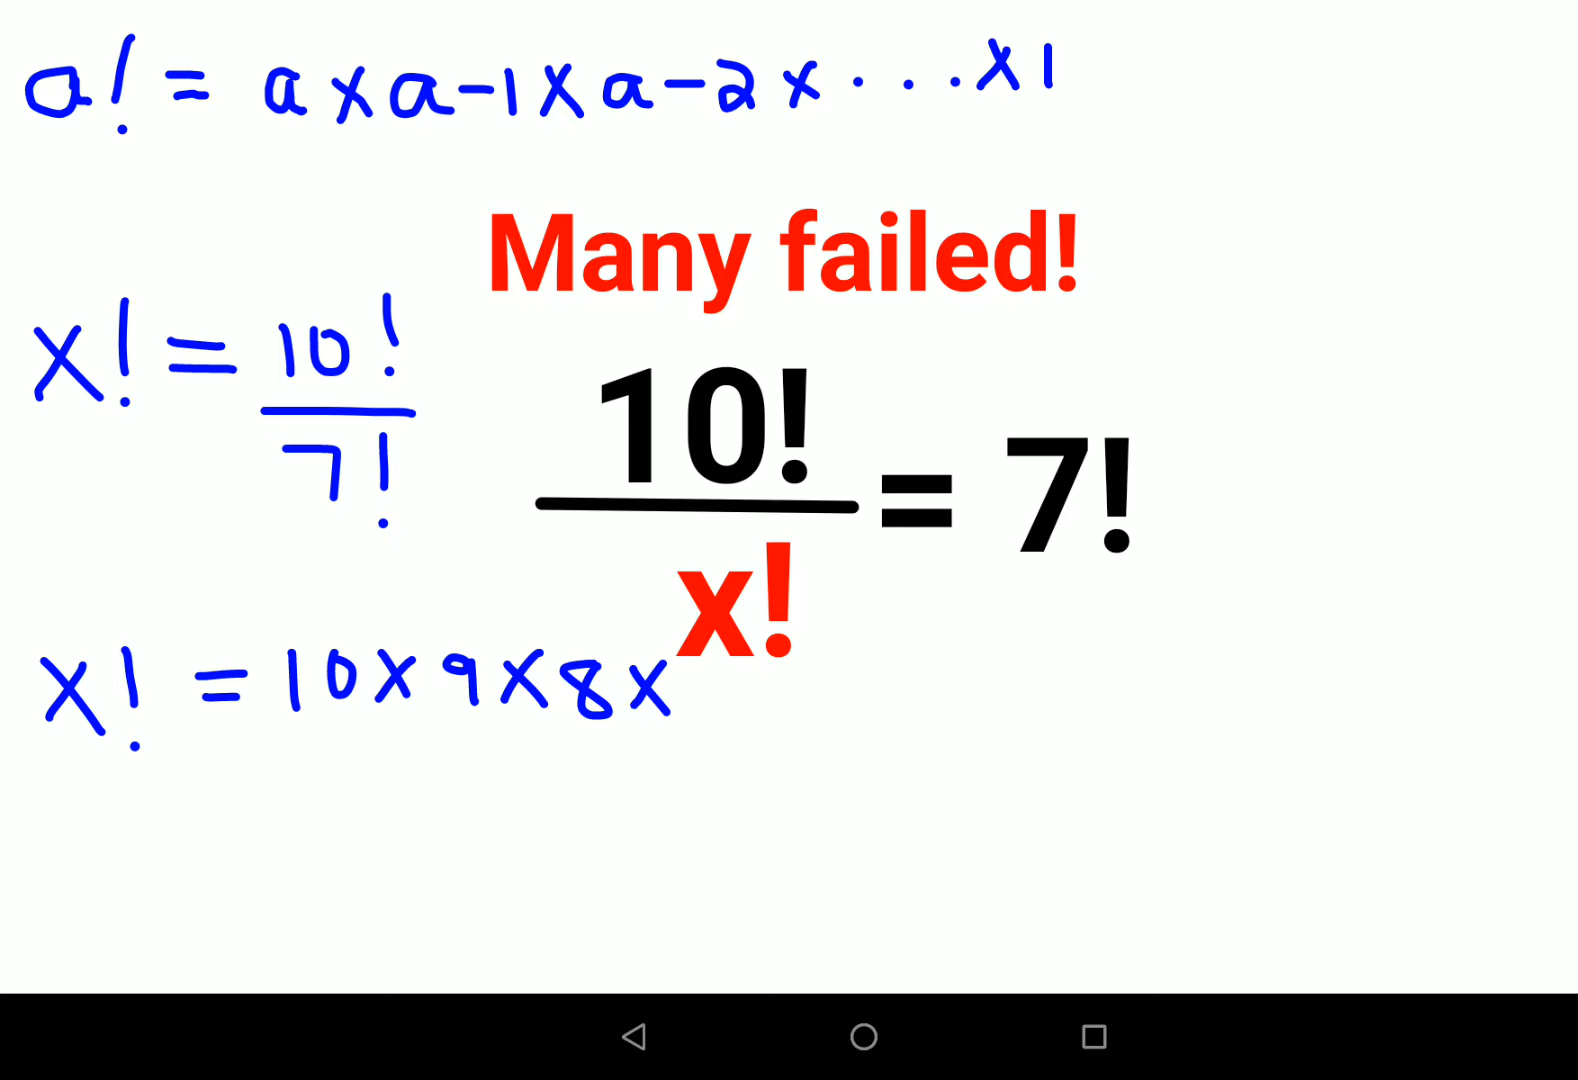 a! = a x a-1 x a-2 x . . . x 1
Many failed!
x! = 10!
7!
10!
x!
= 7!
x! = 10 x 9 x 8 x